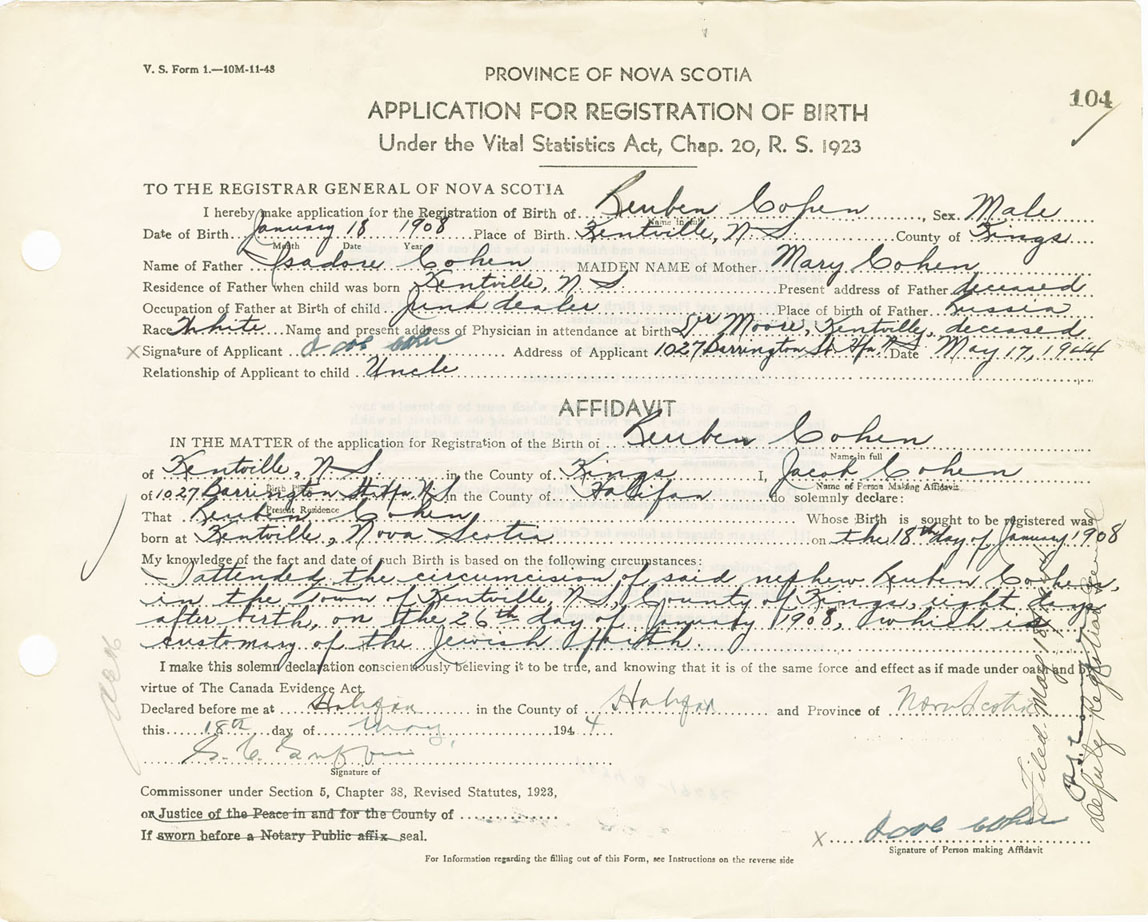 V. S. Form 1.—10M-11-43
PROVINCE OF NOVA SCOTIA
104
APPLICATION FOR REGISTRATION OF BIRTH
Under the Vital Statistics Act, Chap. 20, R. S. 1923
TO THE REGISTRAR GENERAL OF NOVA SCOTIA
I hereby make application for the Registration of Birth of Reuben Cohen, Sex Male
Name in full
Date of Birth January 18 1908 Place of Birth Kentville, N S County of Kings
Month Date Year
Name of Father Isadore Cohen MAIDEN NAME of Mother Mary Cohen
Residence of Father when child was born Kentville, N S Present address of Father deceased
Occupation of Father at Birth of child Junk dealer Place of birth of Father Russia
Race White Name and present address of Physician in attendance at birth Dr Moore, Kentville, deceased
X Signature of Applicant Address of Applicant 1027 Barrington St. Hfx. N.S. Date May 17, 1944
Relationship of Applicant to child Uncle
AFFIDAVIT
IN THE MATTER of the application for Registration of the Birth of Reuben Cohen
Name in full
of Kentville, N.S. in the County of Kings I, Jacob Cohen
Birth Place Name of Person Making Affidavit
of 1027 Barrington St. Hfx. N.S. in the County of Halifax do solemnly declare:
Present Residence
That Reuben Cohen Whose Birth is sought to be registered was
born at Kentville, Nova Scotia on the 18th day of January 1908
My knowledge of the fact and date of such Birth is based on the following circumstances:
I attended the circumcision of said nephew Reuben Cohen,
in the Town of Kentville, N.S., County of Kings, eight days
after birth, on the 26th day of January 1908, which is
customary of the Jewish faith.
I make this solemn declaration conscientiously believing it to be true, and knowing that it is of the same force and effect as if made under oath and by
virtue of The Canada Evidence Act.
Declared before me at Halifax in the County of Halifax and Province of Nova Scotia
this 18th day of May, 1944
Signature of
Commissoner under Section 5, Chapter 38, Revised Statutes, 1923,
or Justice of the Peace in and for the County of
If sworn before a Notary Public affix seal.
X
Signature of Person making Affidavit
For Information regarding the filling out of this Form, see Instructions on the reverse side
Filed May 18, 1944
Deputy Registrar General